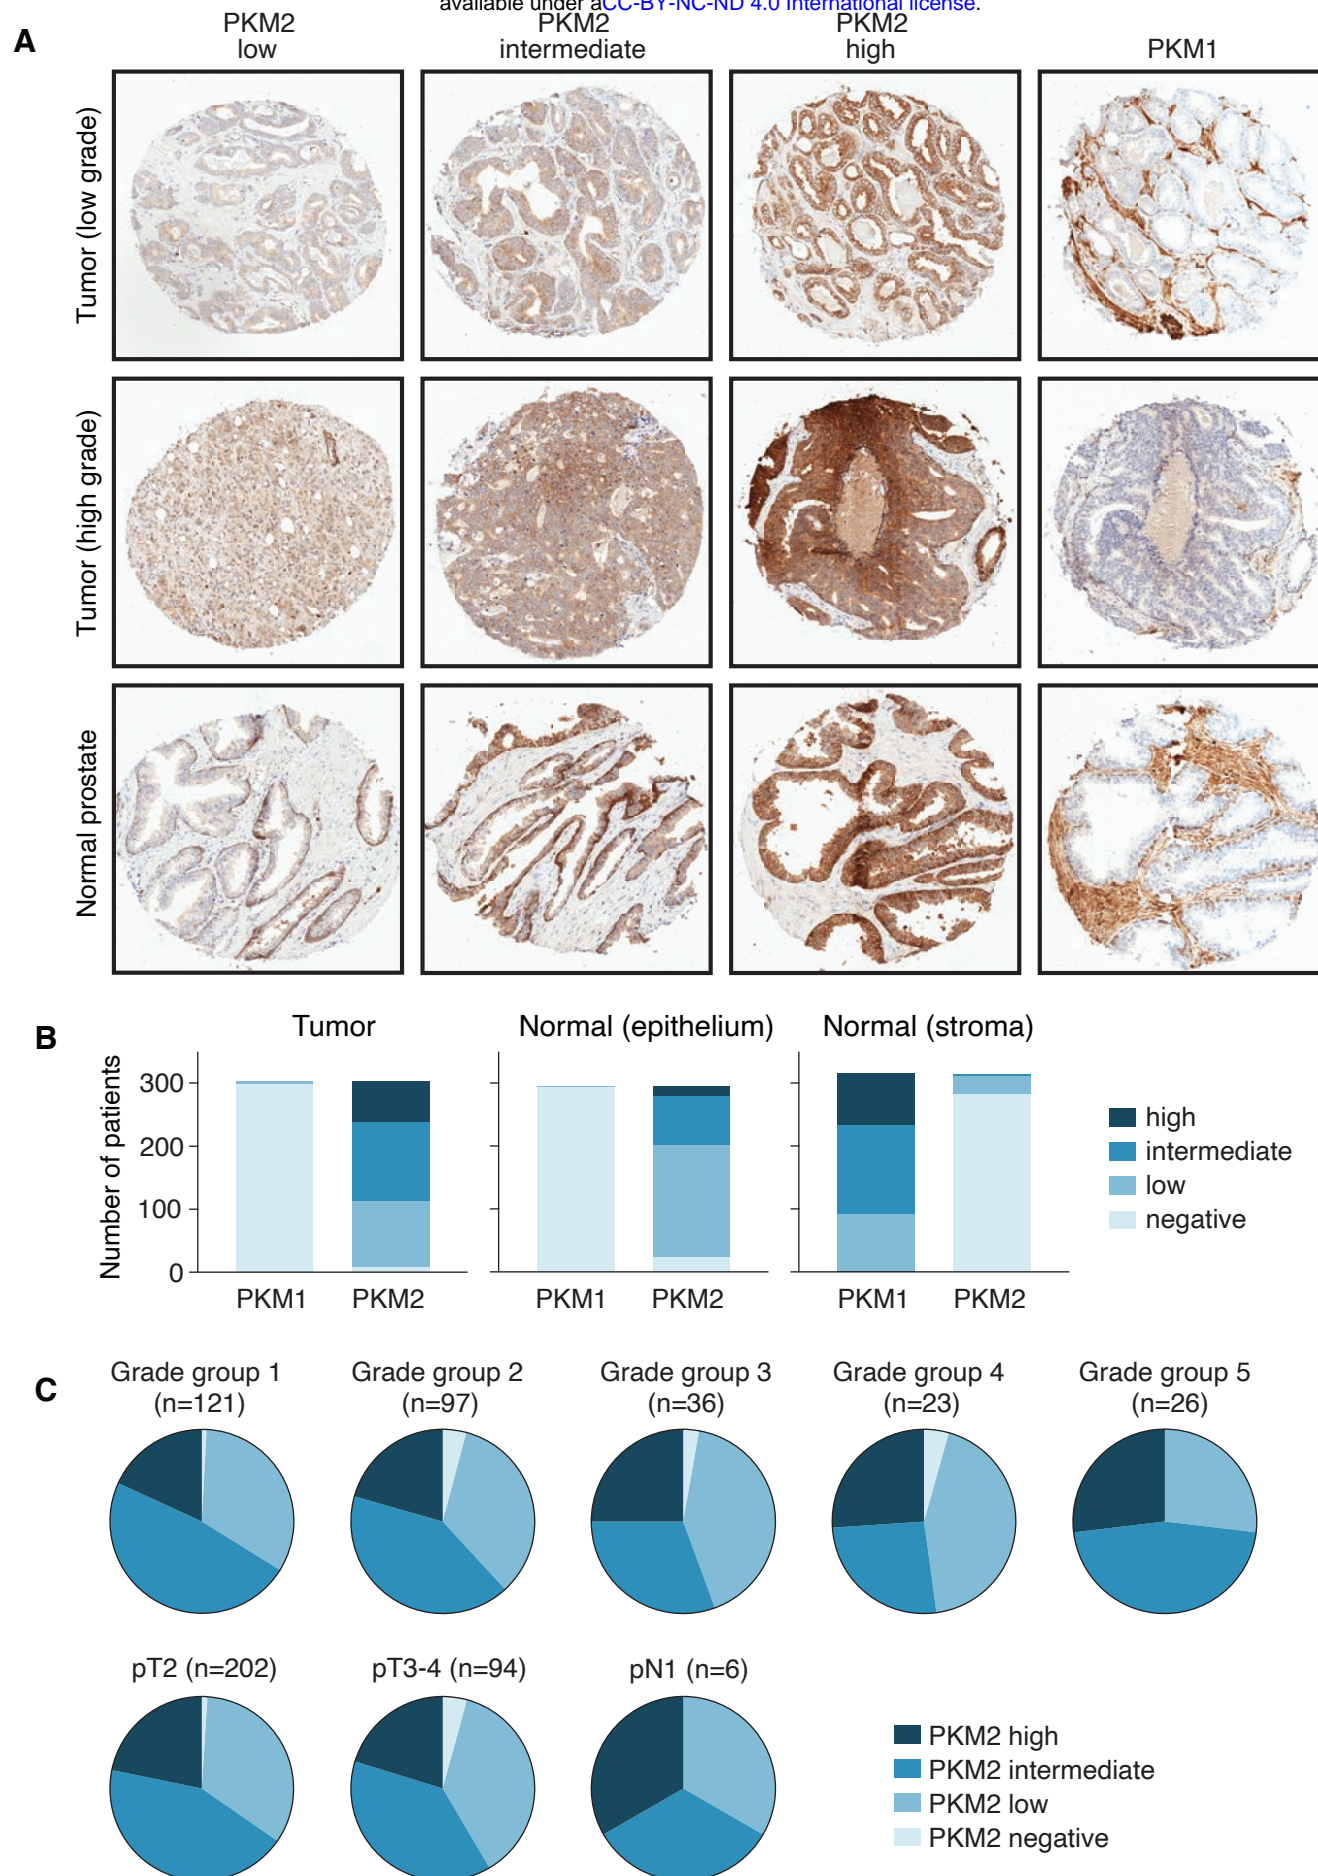 available under aCC-BY-NC-ND 4.0 International license.
A
PKM2
low
PKM2
intermediate
PKM2
high
PKM1
Tumor (low grade)
Tumor (high grade)
Normal prostate
B
Tumor
Normal (epithelium)
Normal (stroma)
Number of patients
300
200
100
0
PKM1
PKM2
PKM1
PKM2
PKM1
PKM2
high
intermediate
low
negative
C
Grade group 1
(n=121)
Grade group 2
(n=97)
Grade group 3
(n=36)
Grade group 4
(n=23)
Grade group 5
(n=26)
pT2 (n=202)
pT3-4 (n=94)
pN1 (n=6)
PKM2 high
PKM2 intermediate
PKM2 low
PKM2 negative